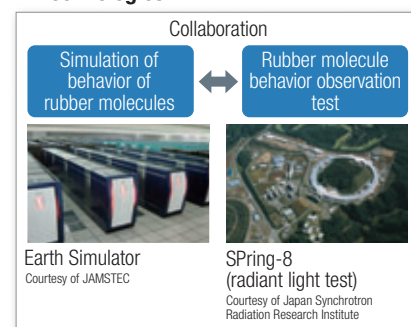 Collaboration
Simulation of
behavior of
rubber molecules
Rubber molecule
behavior observation
test
Earth Simulator
Courtesy of JAMSTEC
SPring-8
(radiant light test)
Courtesy of Japan Synchrotron
Radiation Research Institute